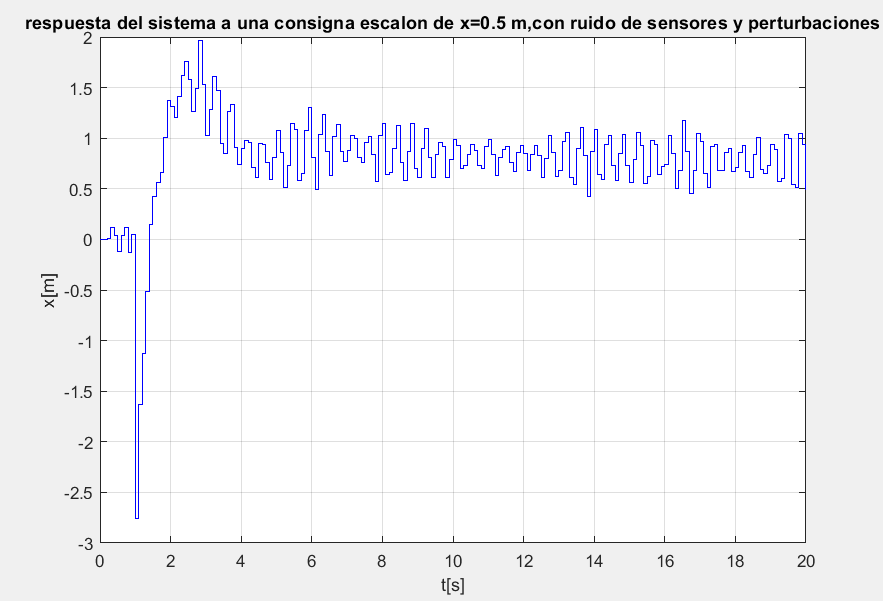 respuesta del sistema a una consigna escalon de x=0.5 m,con ruido de sensores y perturbaciones
2
1.5
1
0.5
0
-0.5
-1
-1.5
-2
-2.5
-3
x[m]
0 2 4 6 8 10 12 14 16 18 20
t[s]